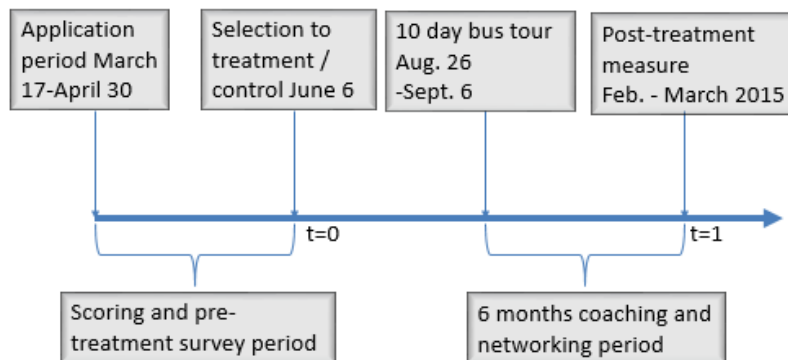 Application
period March
17-April 30
Selection to
treatment /
control June 6
10 day bus tour
Aug. 26
-Sept. 6
Post-treatment
measure
Feb. - March 2015
t=0
t=1
Scoring and pre-
treatment survey period
6 months coaching and
networking period